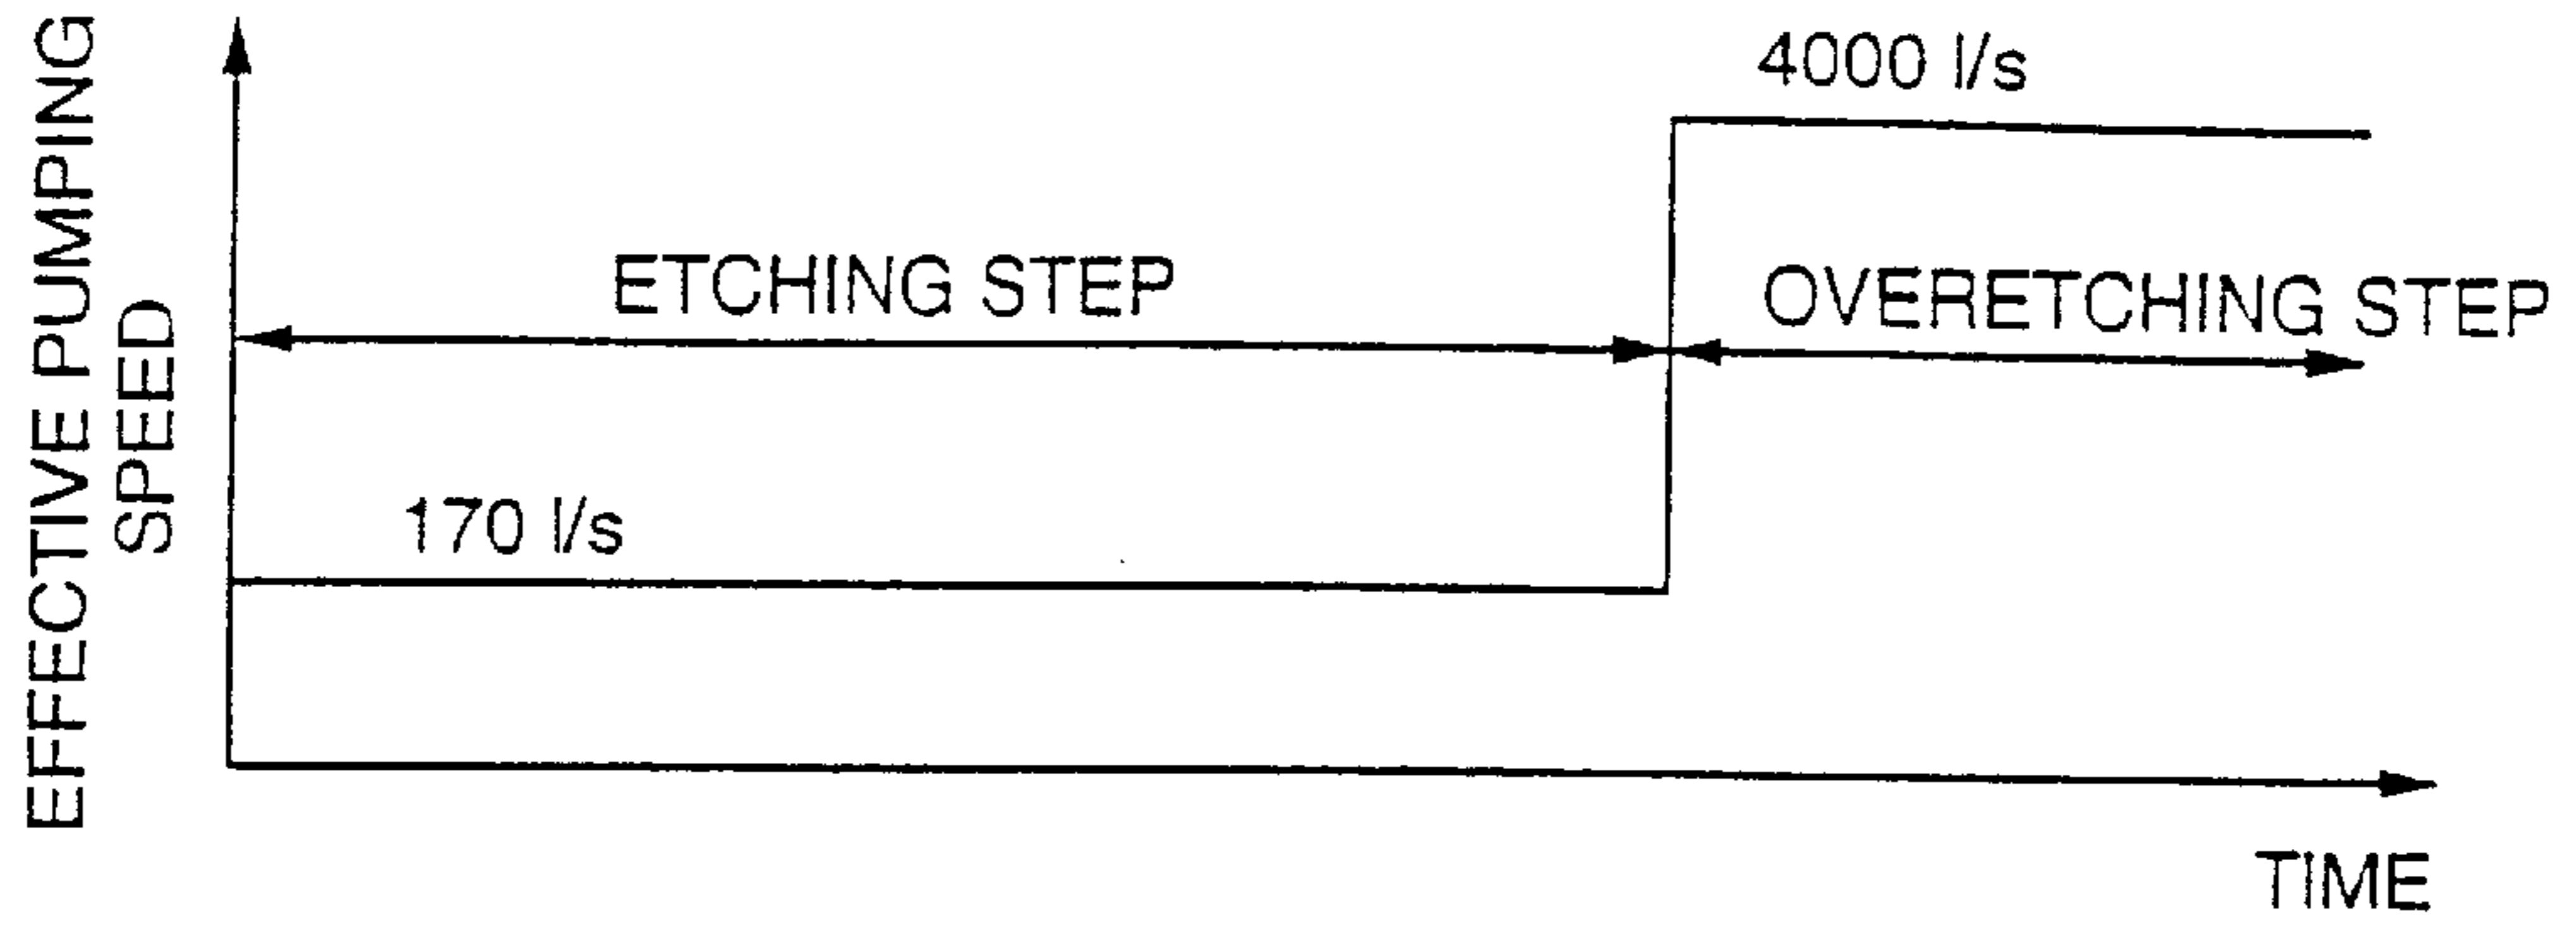 EFFECTIVE PUMPING
SPEED
4000 l/s
ETCHING STEP
OVERETCHING STEP
170 l/s
TIME